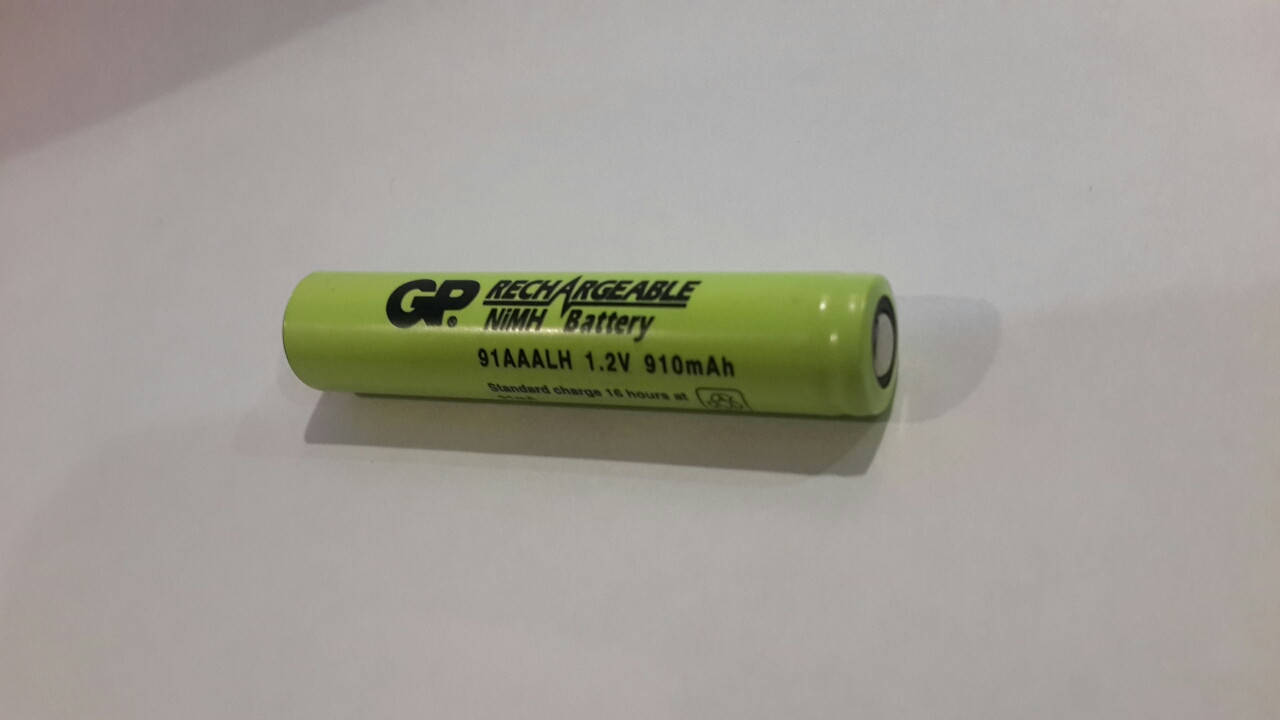 GP® RECHARGEABLE
NiMH Battery
91AAALH 1.2V 910mAh
Standard charge 16 hours at